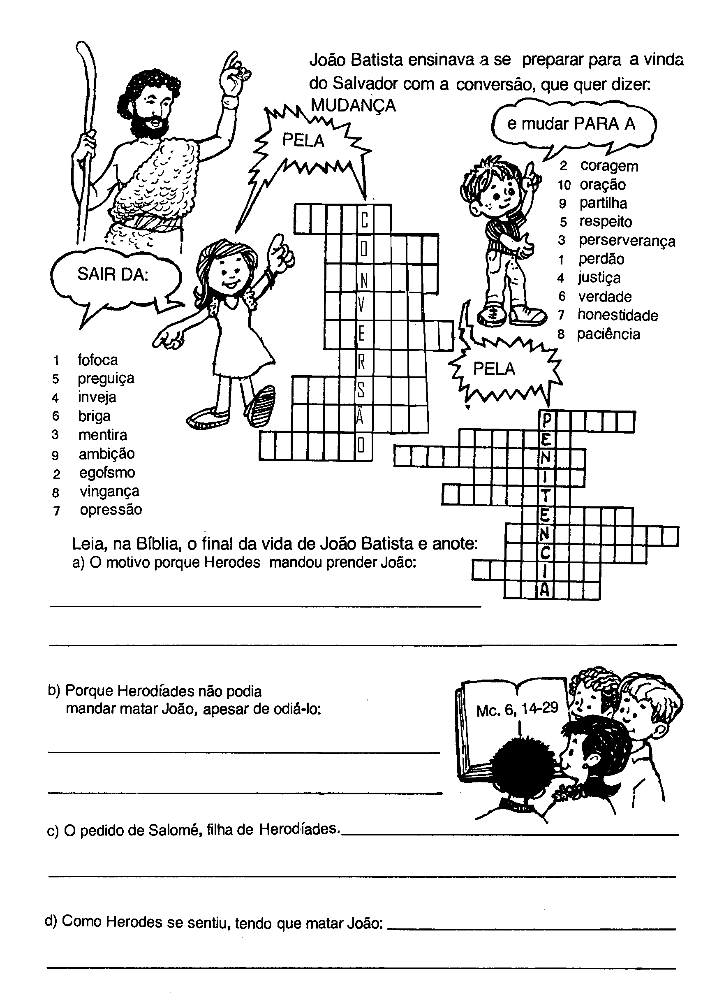 João Batista ensinava a se preparar para a vinda
do Salvador com a conversão, que quer dizer:
MUDANÇA
PELA
e mudar PARA A
2 coragem
10 oração
9 partilha
5 respeito
3 perserverança
1 perdão
4 justiça
6 verdade
7 honestidade
8 paciência
SAIR DA:
1 fofoca
5 preguiça
4 inveja
6 briga
3 mentira
9 ambição
2 egoísmo
8 vingança
7 opressão
C
O
N
V
E
R
S
Ã
O
PELA
P
E
N
I
T
E
N
C
I
A
Leia, na Bíblia, o final da vida de João Batista e anote:
a) O motivo porque Herodes mandou prender João:
b) Porque Herodíades não podia
mandar matar João, apesar de odiá-lo:
Mc. 6, 14-29
c) O pedido de Salomé, filha de Herodíades.
d) Como Herodes se sentiu, tendo que matar João: